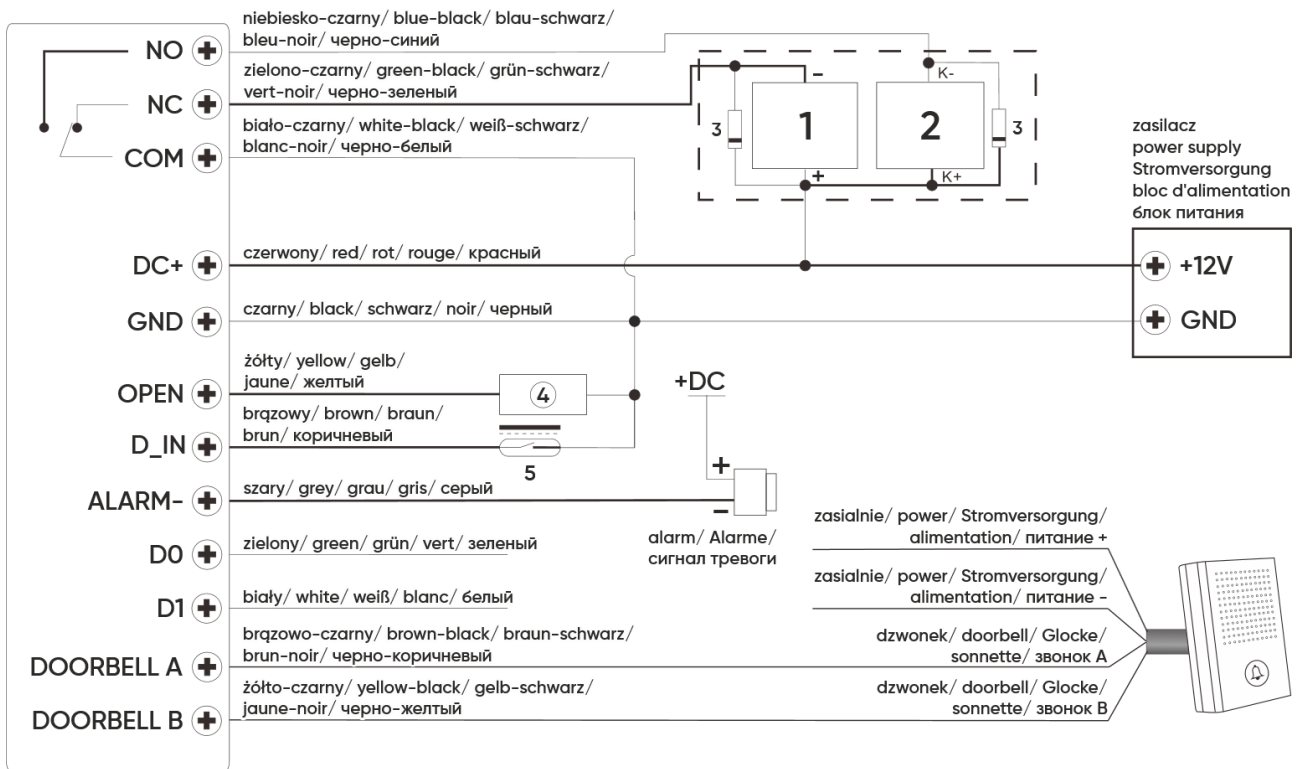 niebiesko-czarny/ blue-black/ blau-schwarz/
bleu-noir/ черно-синий
NO
zielono-czarny/ green-black/ grün-schwarz/
vert-noir/ черно-зеленый
NC
biało-czarny/ white-black/ weiß-schwarz/
blanc-noir/ черно-белый
COM
-
K-
3
1
2
3
+
K+
zasilacz
power supply
Stromversorgung
bloc d'alimentation
блок питания
czerwony/ red/ rot/ rouge/ красный
DC+
+12V
czarny/ black/ schwarz/ noir/ черный
GND
GND
żółty/ yellow/ gelb/
jaune/ желтый
OPEN
4
+DC
brązowy/ brown/ braun/
brun/ коричневый
D_IN
5
+
szary/ grey/ grau/ gris/ серый
ALARM-
-
alarm/ Alarme/
сигнал тревоги
zielony/ green/ grün/ vert/ зеленый
D0
zasialnie/ power/ Stromversorgung/
alimentation/ питание +
biały/ white/ weiß/ blanc/ белый
D1
zasialnie/ power/ Stromversorgung/
alimentation/ питание -
brązowo-czarny/ brown-black/ braun-schwarz/
brun-noir/ черно-коричневый
DOORBELL A
dzwonek/ doorbell/ Glocke/
sonnette/ звонок A
żółto-czarny/ yellow-black/ gelb-schwarz/
jaune-noir/ черно-желтый
DOORBELL B
dzwonek/ doorbell/ Glocke/
sonnette/ звонок B